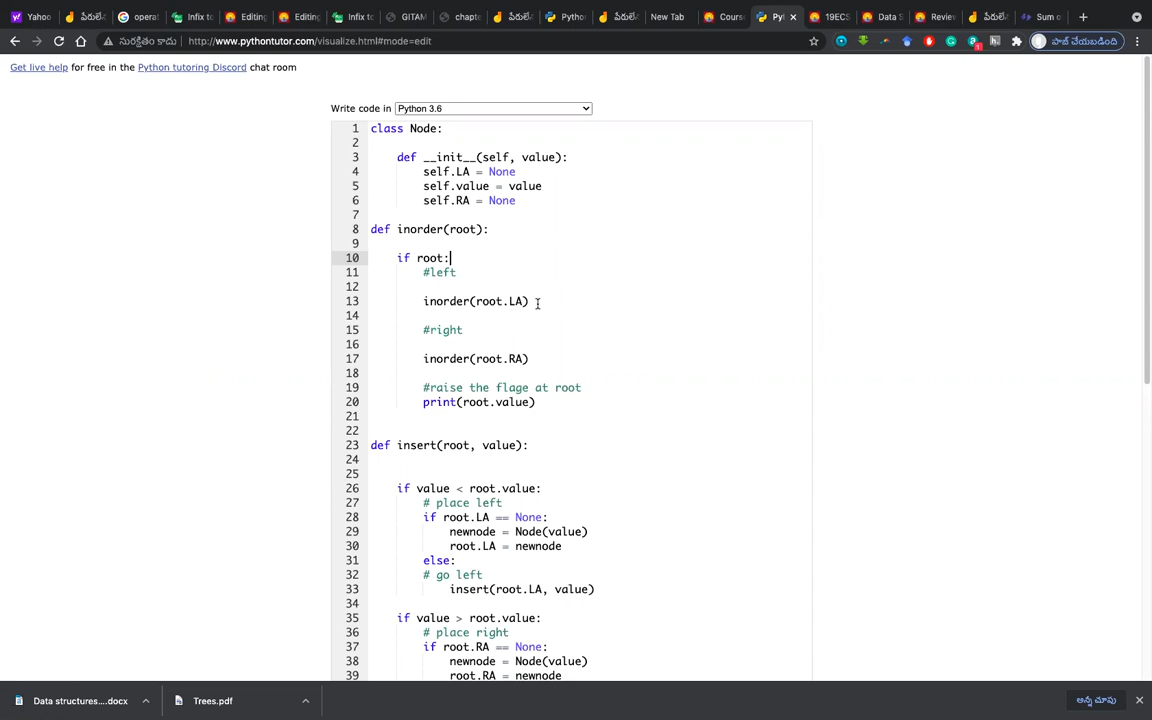 Yahoo
పేరులే
operat
Infix to
Editing
Editing
Infix to
GITAM
chapte
పేరులే
Python
పేరులే
New Tab
Course
Pyt
19ECS
Data S
Review
పేరులే
Sum o
సురక్షితం కాదు
http://www.pythontutor.com/visualize.html#mode=edit
పాజ్ చేయబడింది
Get live help for free in the Python tutoring Discord chat room
Write code in Python 3.6
1 class Node:
2
3     def __init__(self, value):
4         self.LA = None
5         self.value = value
6         self.RA = None
7
8 def inorder(root):
9
10     if root:
11         #left
12
13         inorder(root.LA)
14
15         #right
16
17         inorder(root.RA)
18
19         #raise the flage at root
20         print(root.value)
21
22
23 def insert(root, value):
24
25
26     if value < root.value:
27         # place left
28         if root.LA == None:
29             newnode = Node(value)
30             root.LA = newnode
31         else:
32         # go left
33             insert(root.LA, value)
34
35     if value > root.value:
36         # place right
37         if root.RA == None:
38             newnode = Node(value)
39             root.RA = newnode
Data structures....docx
Trees.pdf
అన్నీ చూపు